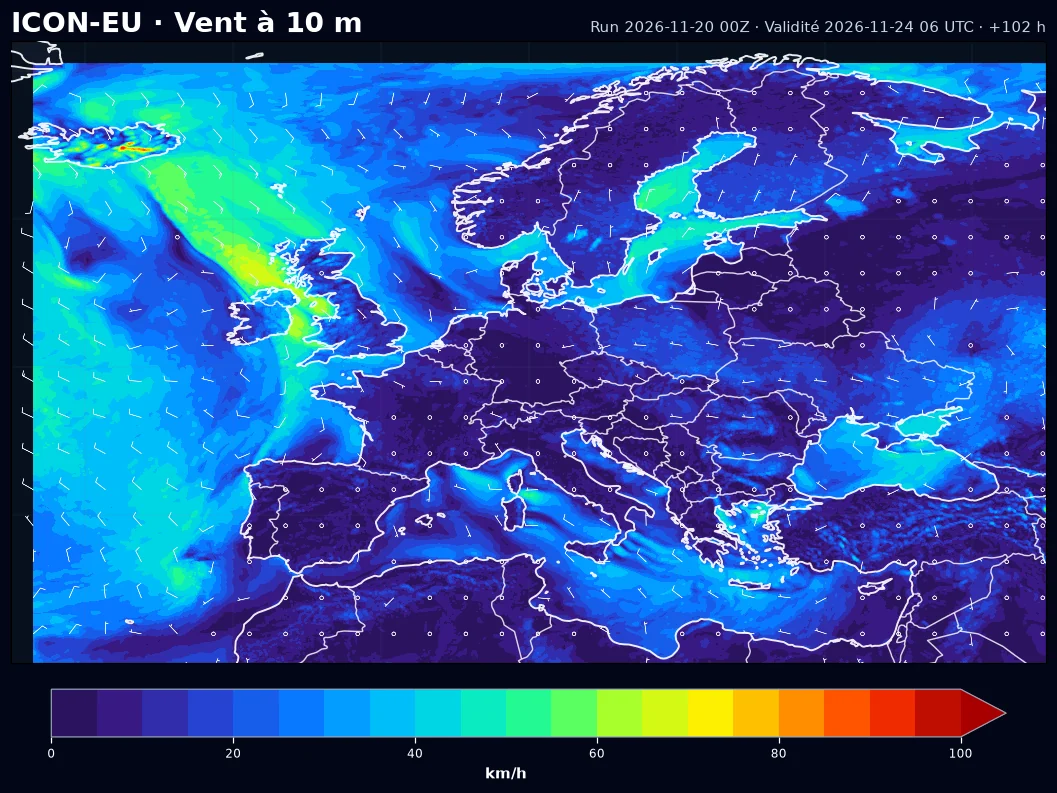 ICON-EU · Vent à 10 m
Run 2026-11-20 00Z · Validité 2026-11-24 06 UTC · +102 h
0 20 40 60 80 100
km/h